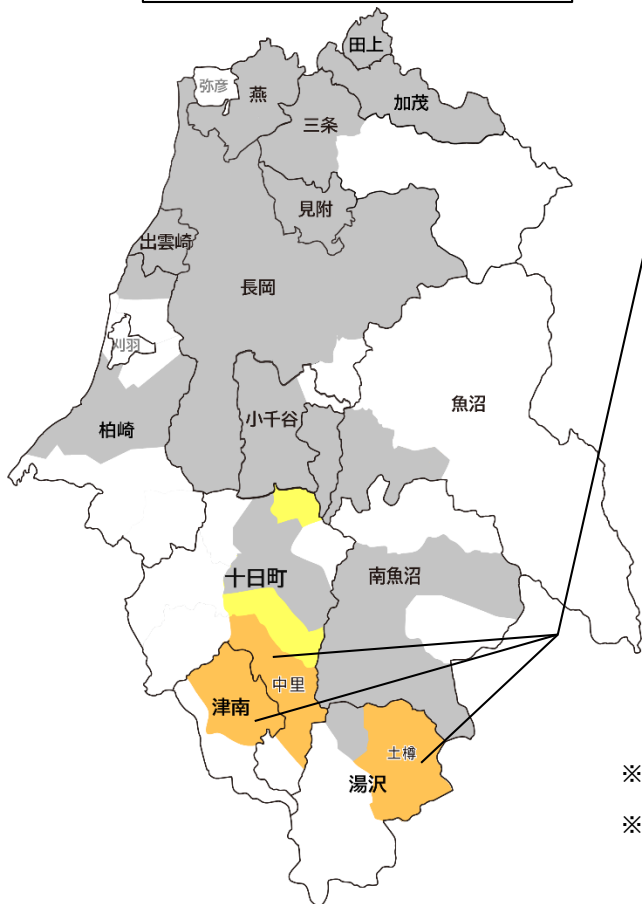 田上
弥彦
燕
加茂
三条
見附
出雲崎
長岡
刈羽
魚沼
小千谷
柏崎
十日町
南魚沼
中里
津南
土樽
湯沢
※
※